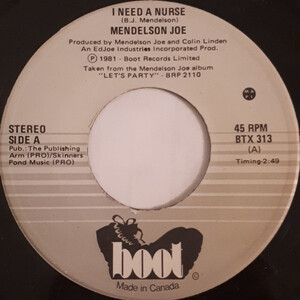 I NEED A NURSE
(B.J. Mendelson)
MENDELSON JOE
Produced by Mendelson Joe and Colin Linden
An EdJoe Industries Incorporated Prod.
Ⓟ 1981 - Boot Records Limited
Taken from the Mendelson Joe album
"LET'S PARTY" - BRP 2110
STEREO
SIDE A
Pub.: The Publishing
Arm (PRO)/Skinners
Pond Music (PRO)
45 RPM
BTX 313
(A)
Timing-2:49
boot
©
Made in Canada